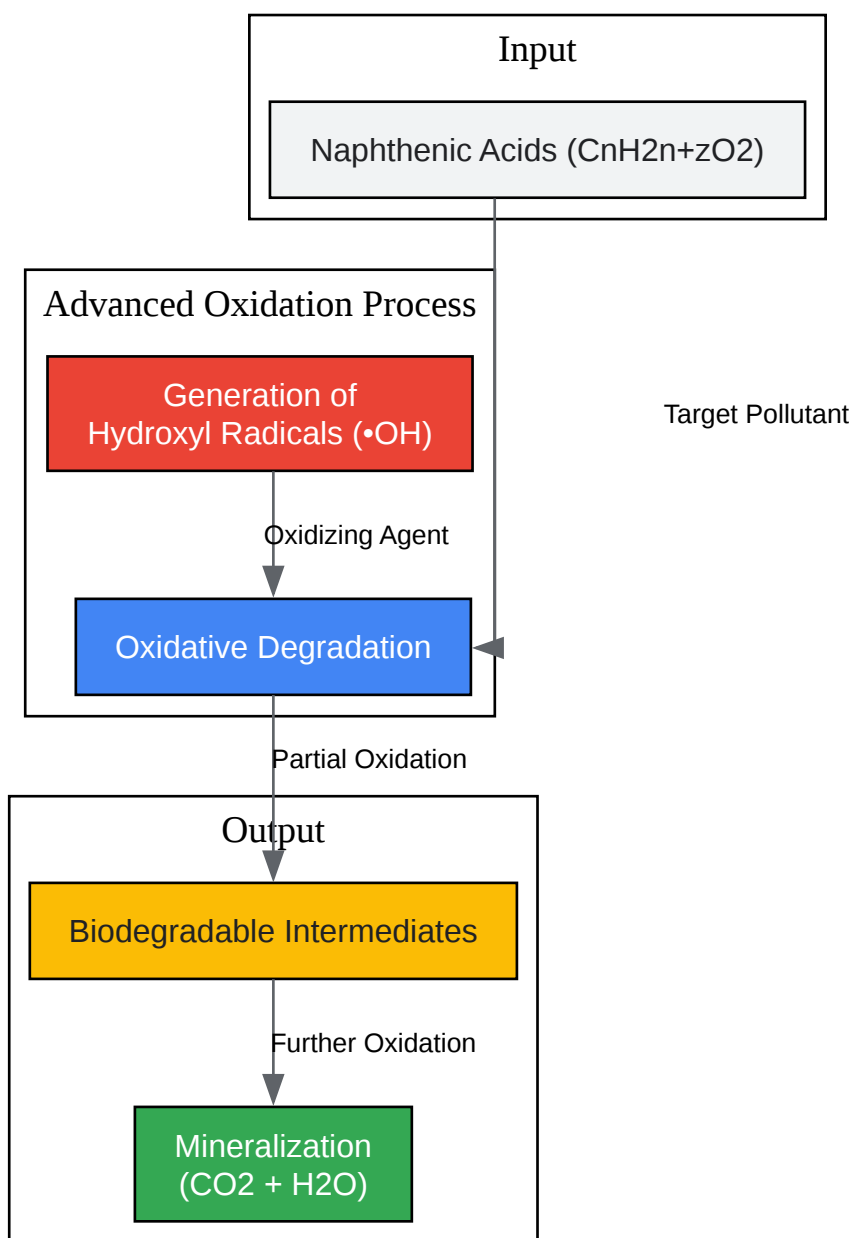 Input
Naphthenic Acids (CnH2n+zO2)
Advanced Oxidation Process
Generation of
Hydroxyl Radicals (•OH)
Target Pollutant
Oxidizing Agent
Oxidative Degradation
Partial Oxidation
Output
Biodegradable Intermediates
Further Oxidation
Mineralization
(CO2 + H2O)